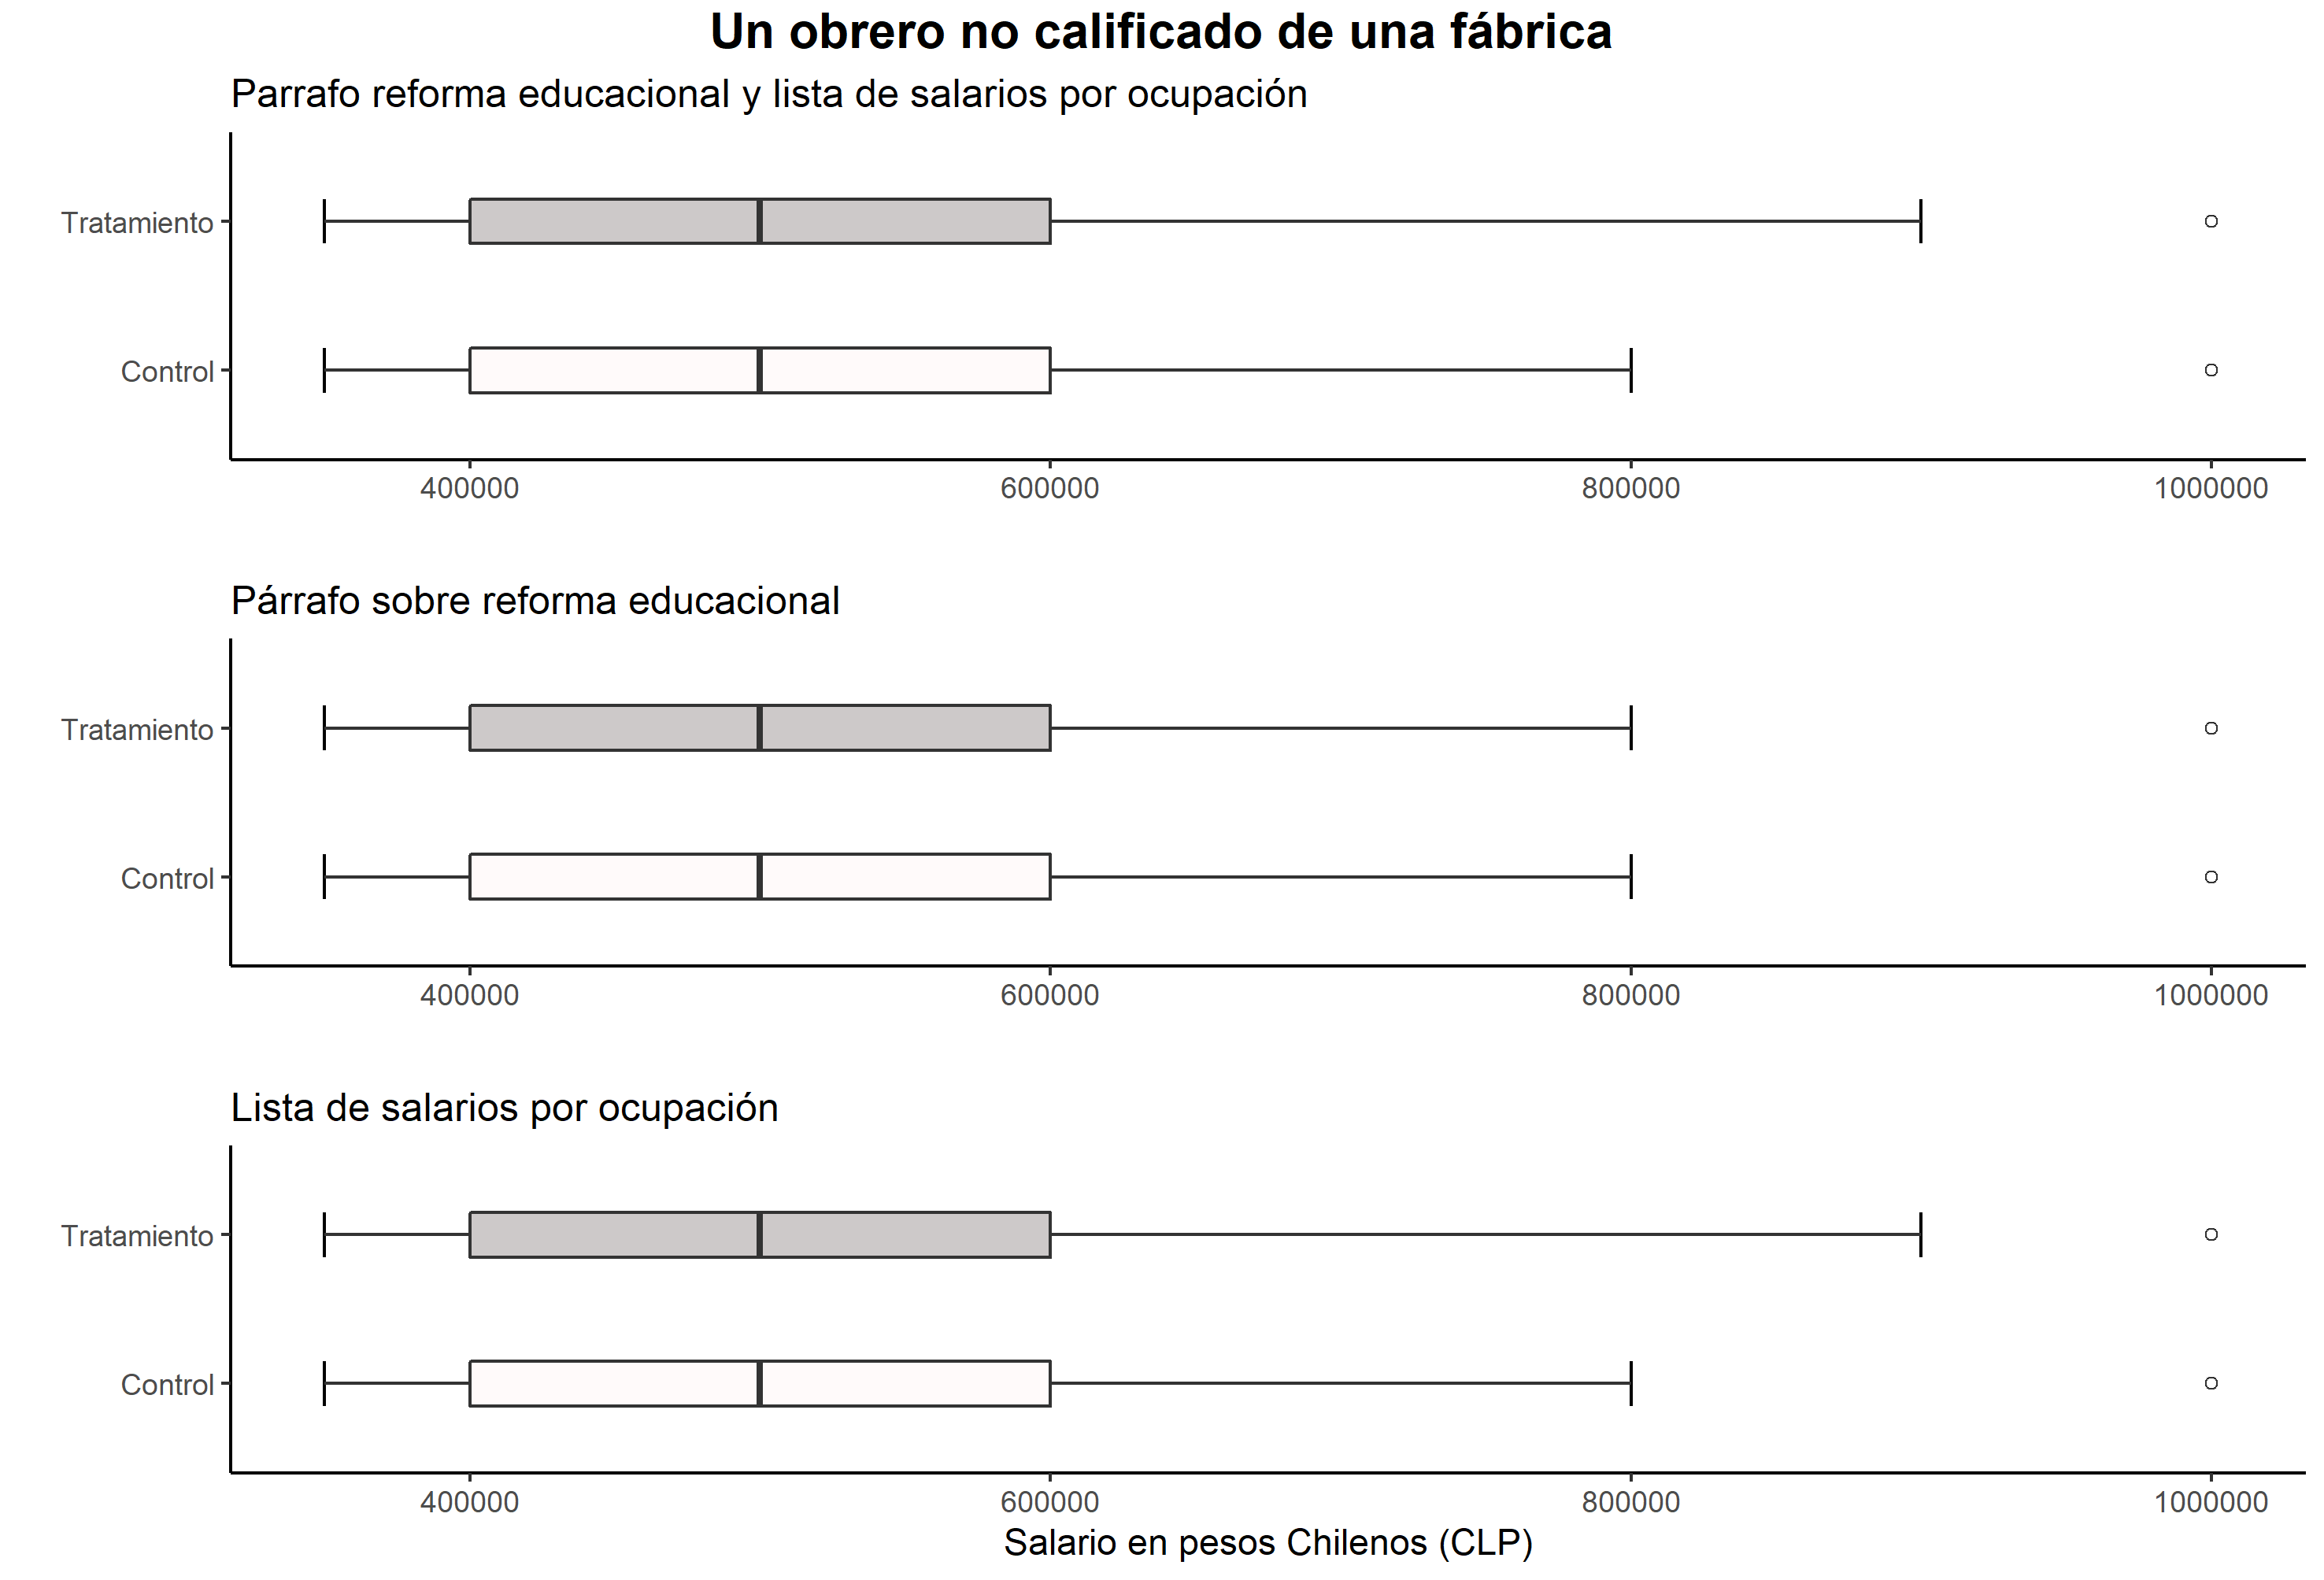 Un obrero no calificado de una fábrica
Parrafo reforma educacional y lista de salarios por ocupación
Tratamiento
Control
400000 600000 800000 1000000
Párrafo sobre reforma educacional
Tratamiento
Control
400000 600000 800000 1000000
Lista de salarios por ocupación
Tratamiento
Control
400000 600000 800000 1000000
Salario en pesos Chilenos (CLP)